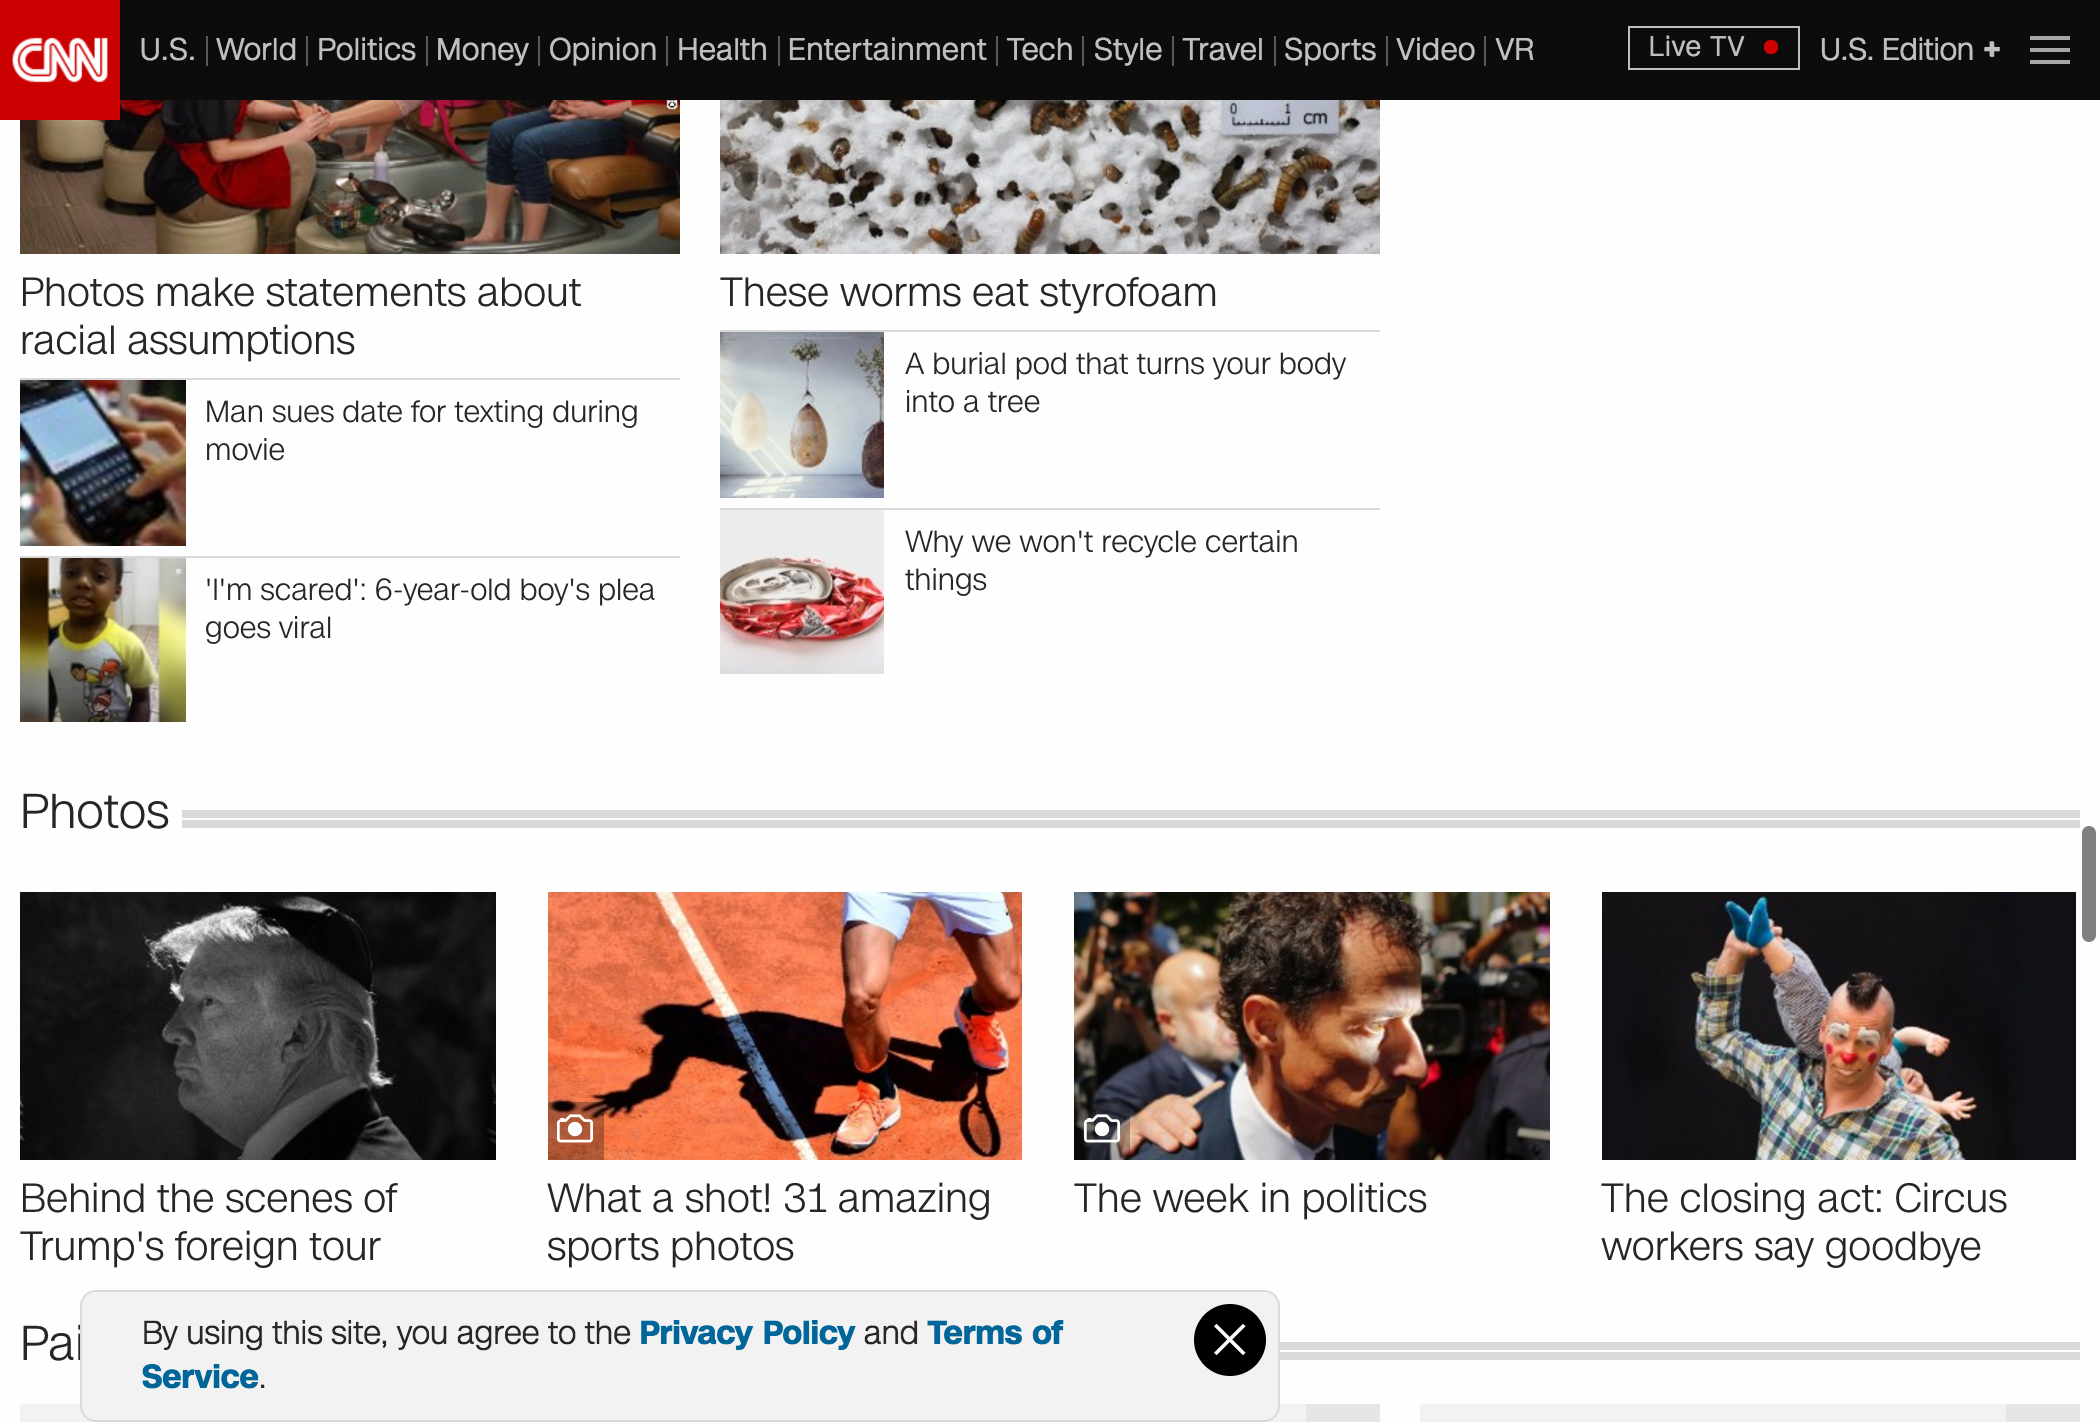 CNN
U.S. World Politics Money Opinion Health Entertainment Tech Style Travel Sports Video VR
Live TV
U.S. Edition +
0 1 cm
Photos make statements about
racial assumptions
Man sues date for texting during
movie
'I'm scared': 6-year-old boy's plea
goes viral
These worms eat styrofoam
A burial pod that turns your body
into a tree
Why we won't recycle certain
things
Photos
Behind the scenes of
Trump's foreign tour
What a shot! 31 amazing
sports photos
The week in politics
The closing act: Circus
workers say goodbye
By using this site, you agree to the Privacy Policy and Terms of
Service.